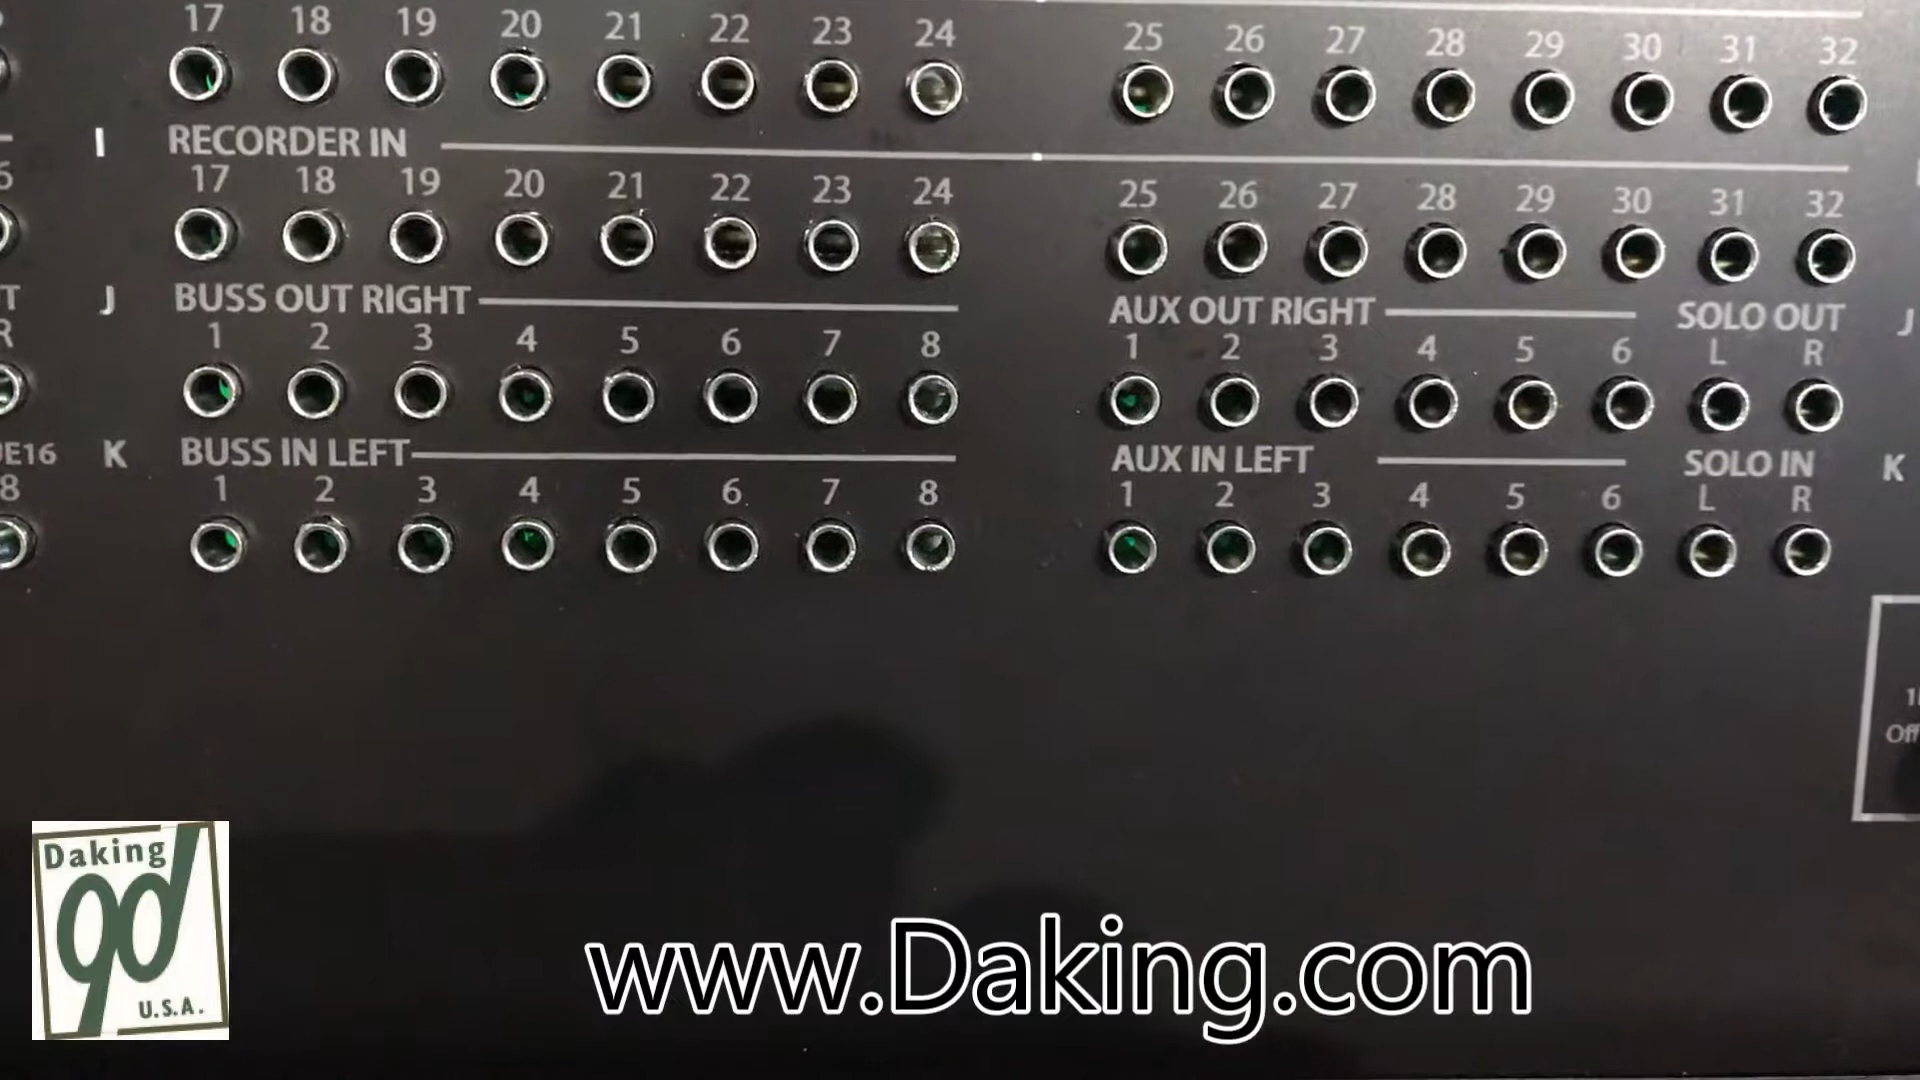 17 18 19 20 21 22 23 24 25 26 27 28 29 30 31 32
I RECORDER IN
17 18 19 20 21 22 23 24 25 26 27 28 29 30 31 32
J BUSS OUT RIGHT AUX OUT RIGHT SOLO OUT J
R 1 2 3 4 5 6 7 8 1 2 3 4 5 6 L R
E16 K BUSS IN LEFT AUX IN LEFT SOLO IN K
8 1 2 3 4 5 6 7 8 1 2 3 4 5 6 L R
Off
Daking
gd
U.S.A.
www.Daking.com